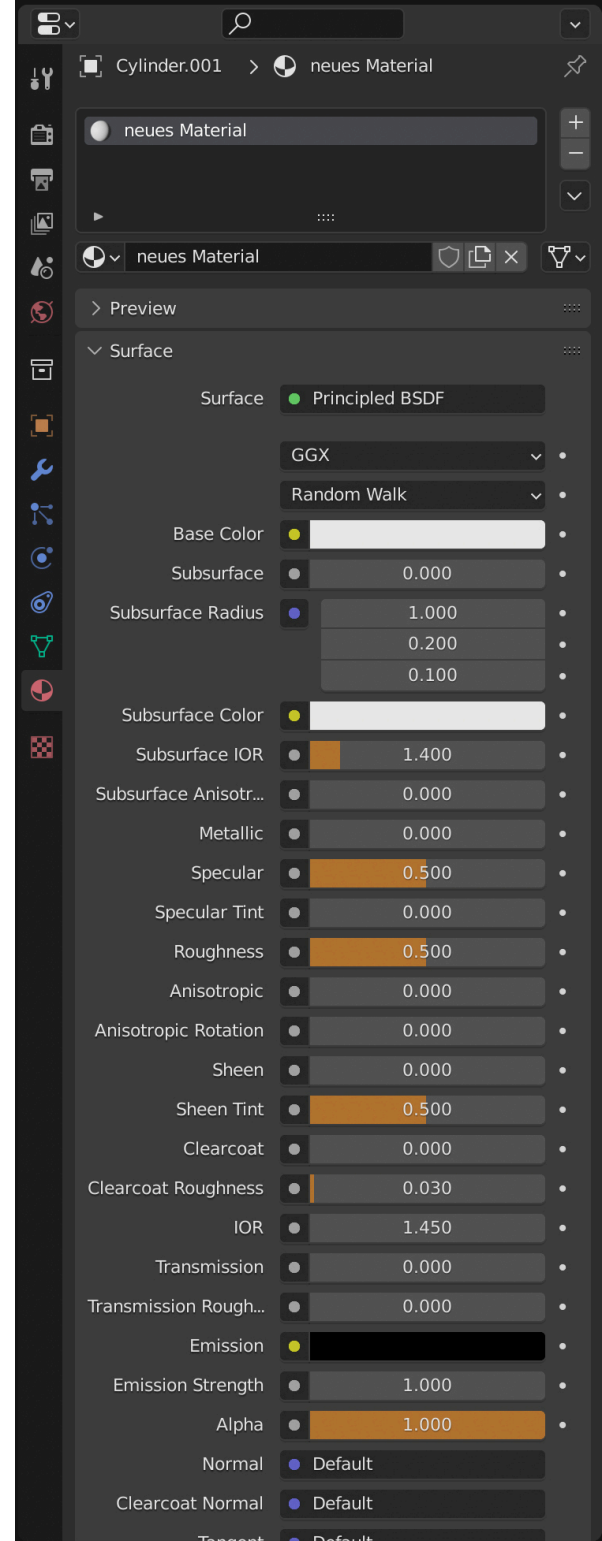 Cylinder.001 > neues Material
neues Material
neues Material
Preview
Surface
Surface Principled BSDF
GGX
Random Walk
Base Color
Subsurface 0.000
Subsurface Radius 1.000
0.200
0.100
Subsurface Color
Subsurface IOR 1.400
Subsurface Anisotr... 0.000
Metallic 0.000
Specular 0.500
Specular Tint 0.000
Roughness 0.500
Anisotropic 0.000
Anisotropic Rotation 0.000
Sheen 0.000
Sheen Tint 0.500
Clearcoat 0.000
Clearcoat Roughness 0.030
IOR 1.450
Transmission 0.000
Transmission Rough... 0.000
Emission
Emission Strength 1.000
Alpha 1.000
Normal Default
Clearcoat Normal Default
Tangent Default